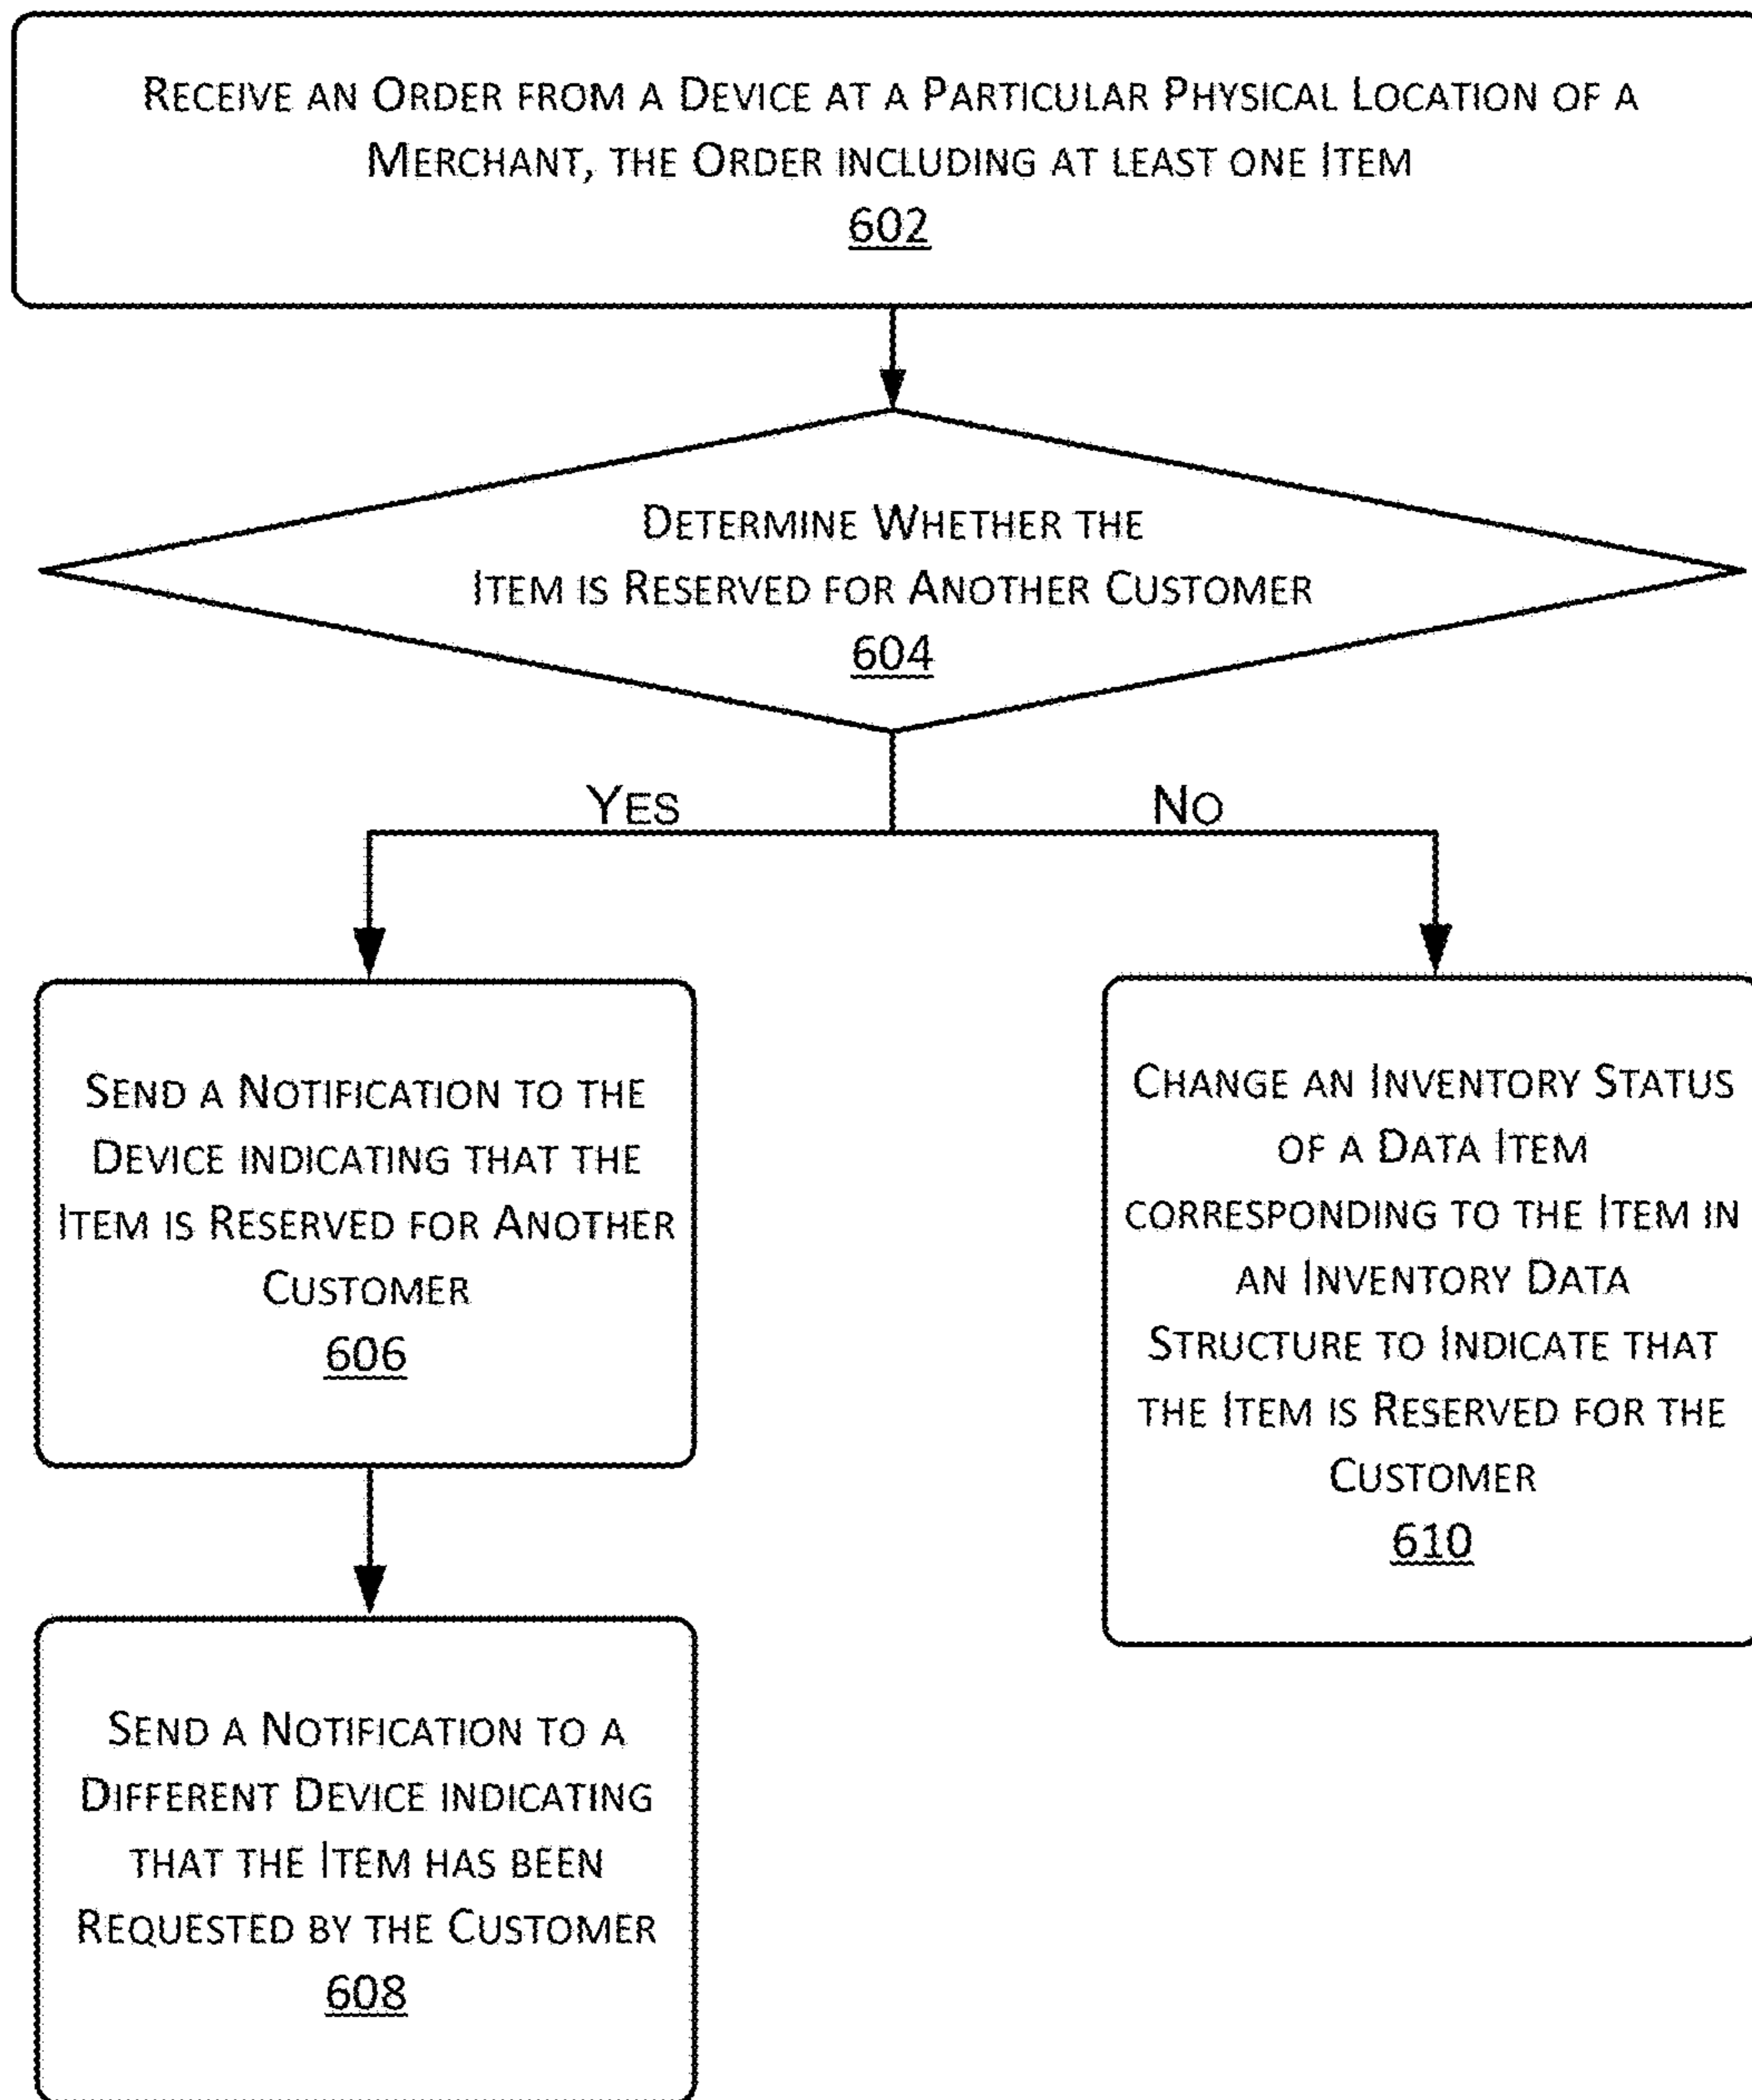 RECEIVE AN ORDER FROM A DEVICE AT A PARTICULAR PHYSICAL LOCATION OF A
MERCHANT, THE ORDER INCLUDING AT LEAST ONE ITEM
602
DETERMINE WHETHER THE
ITEM IS RESERVED FOR ANOTHER CUSTOMER
604
YES
NO
SEND A NOTIFICATION TO THE
DEVICE INDICATING THAT THE
ITEM IS RESERVED FOR ANOTHER
CUSTOMER
606
CHANGE AN INVENTORY STATUS
OF A DATA ITEM
CORRESPONDING TO THE ITEM IN
AN INVENTORY DATA
STRUCTURE TO INDICATE THAT
THE ITEM IS RESERVED FOR THE
CUSTOMER
610
SEND A NOTIFICATION TO A
DIFFERENT DEVICE INDICATING
THAT THE ITEM HAS BEEN
REQUESTED BY THE CUSTOMER
608